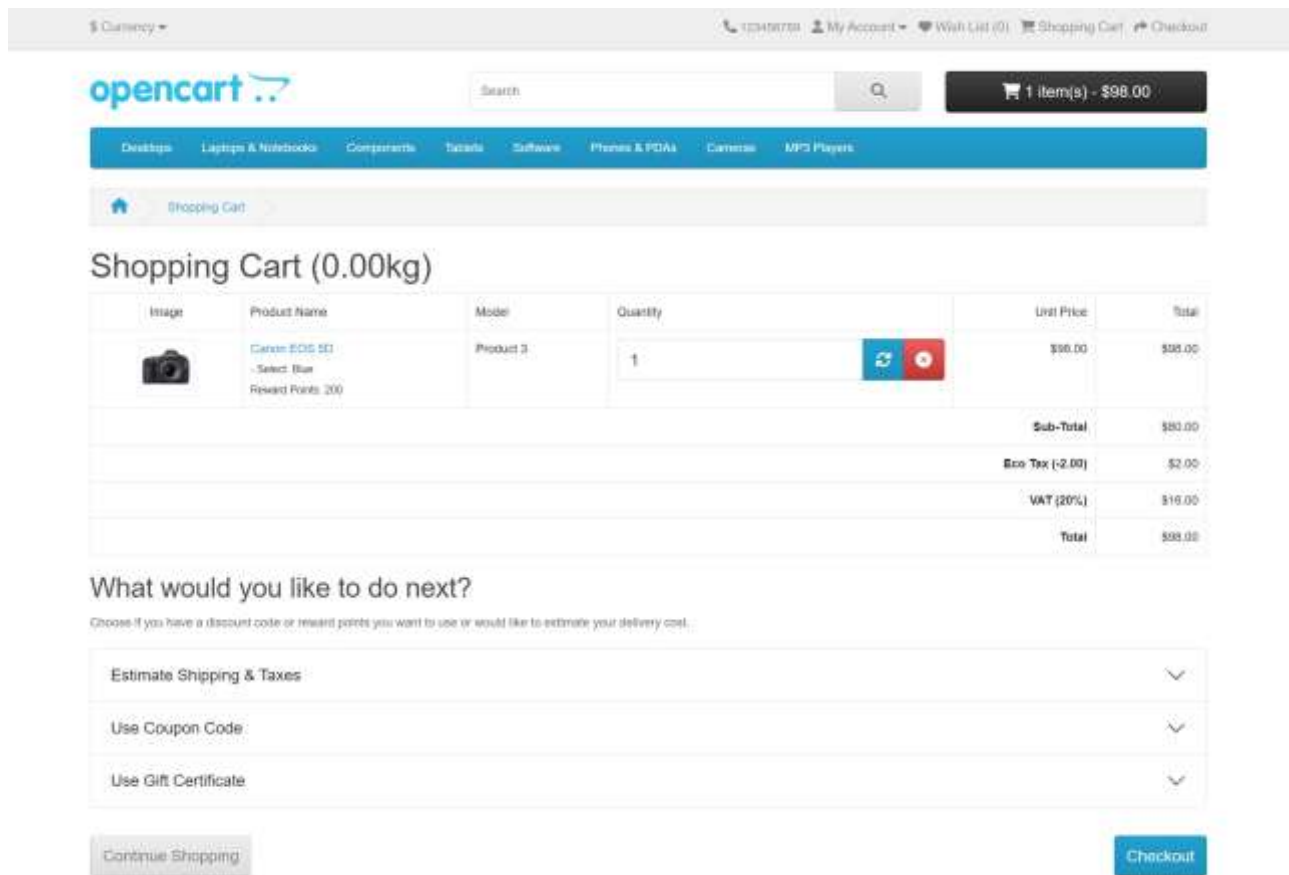 $ Currency
123456789 My Account Wish List (0) Shopping Cart Checkout
opencart
Search
1 item(s) - $98.00
Desktops Laptops & Notebooks Components Tablets Software Phones & PDAs Cameras MP3 Players
Shopping Cart
Shopping Cart (0.00kg)
Image Product Name Model Quantity Unit Price Total
Canon EOS 5D Product 3 1 $98.00 $98.00
- Select: Blue
Reward Points: 200
Sub-Total $80.00
Eco Tax (-2.00) $2.00
VAT (20%) $16.00
Total $98.00
What would you like to do next?
Choose if you have a discount code or reward points you want to use or would like to estimate your delivery cost.
Estimate Shipping & Taxes
Use Coupon Code
Use Gift Certificate
Continue Shopping Checkout